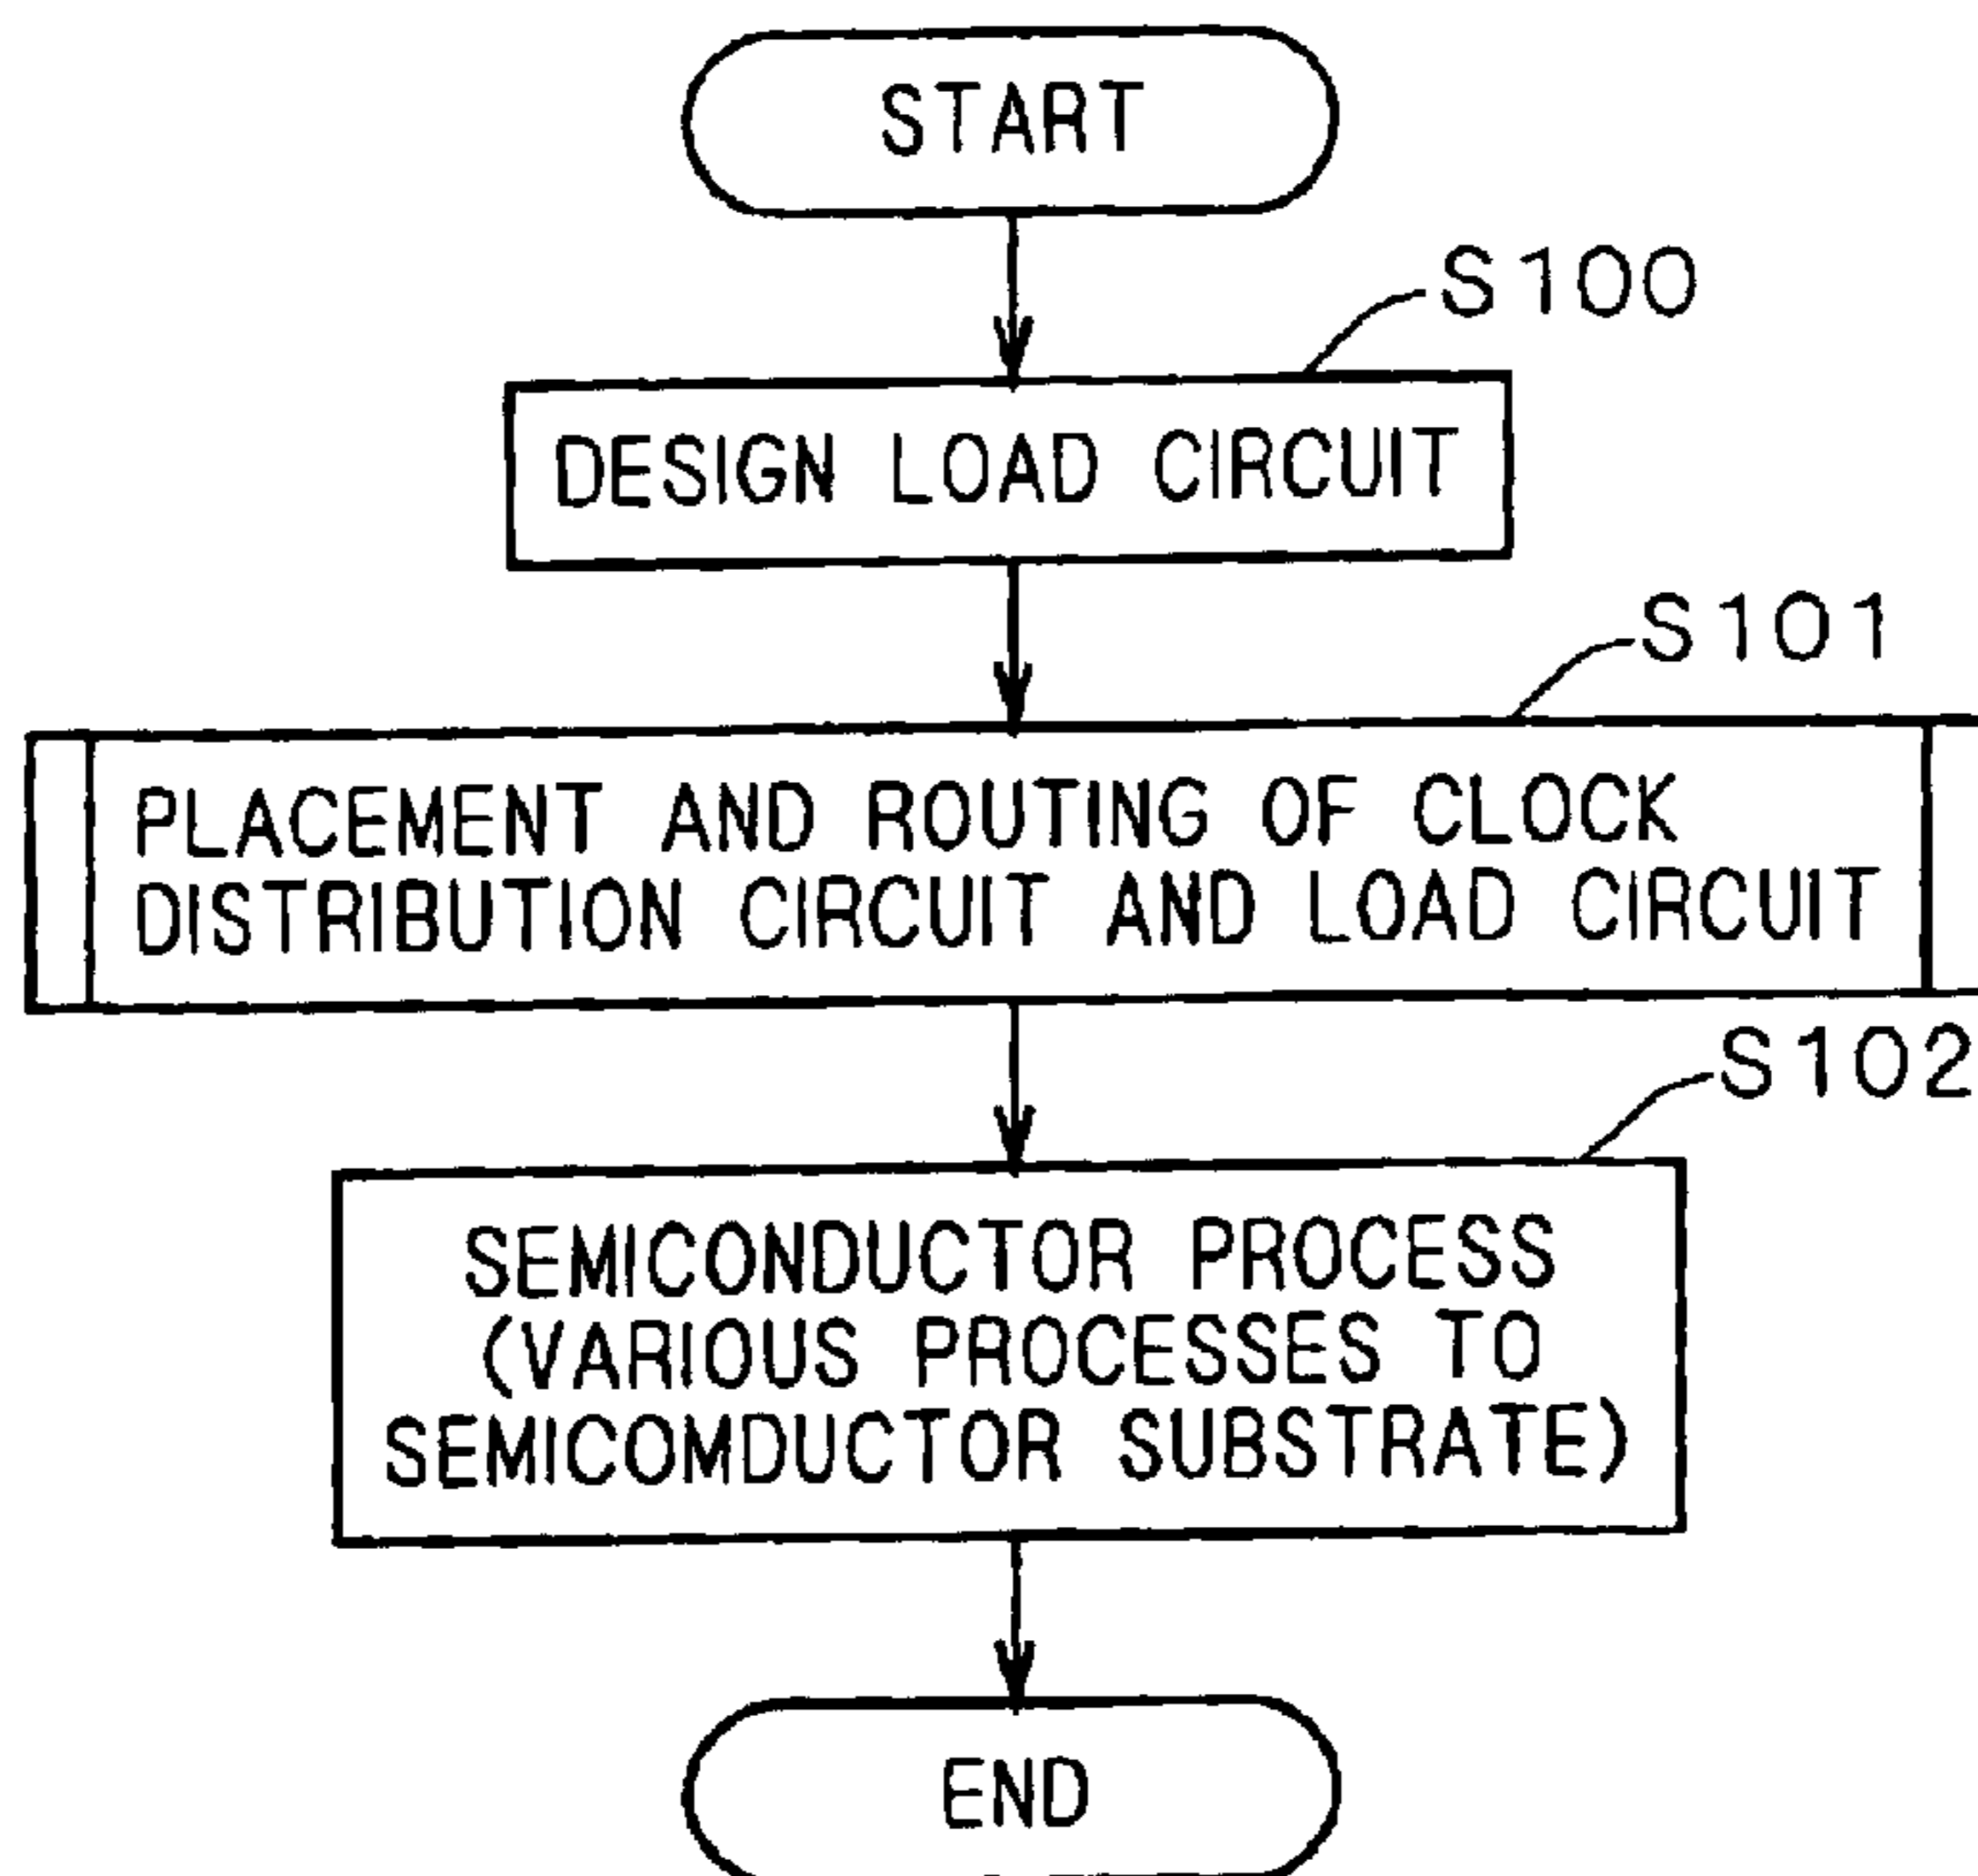 START
S100
DESIGN LOAD CIRCUIT
S101
PLACEMENT AND ROUTING OF CLOCK
DISTRIBUTION CIRCUIT AND LOAD CIRCUIT
S102
SEMICONDUCTOR PROCESS
(VARIOUS PROCESSES TO
SEMICOMDUCTOR SUBSTRATE)
END